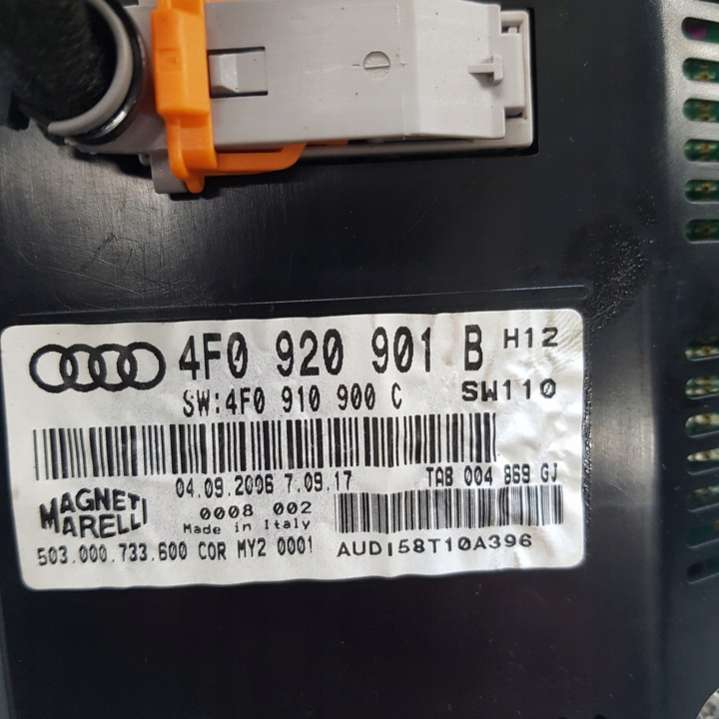 4F0 920 901 B H12
SW:4F0 910 900 C SW110
04.09.2006 7.09.17 TAB 004 869 GJ
MAGNETI MARELLI
0008 002
Made in Italy
503.000.733.600 COR MY2 0001
AUDI58T10A396